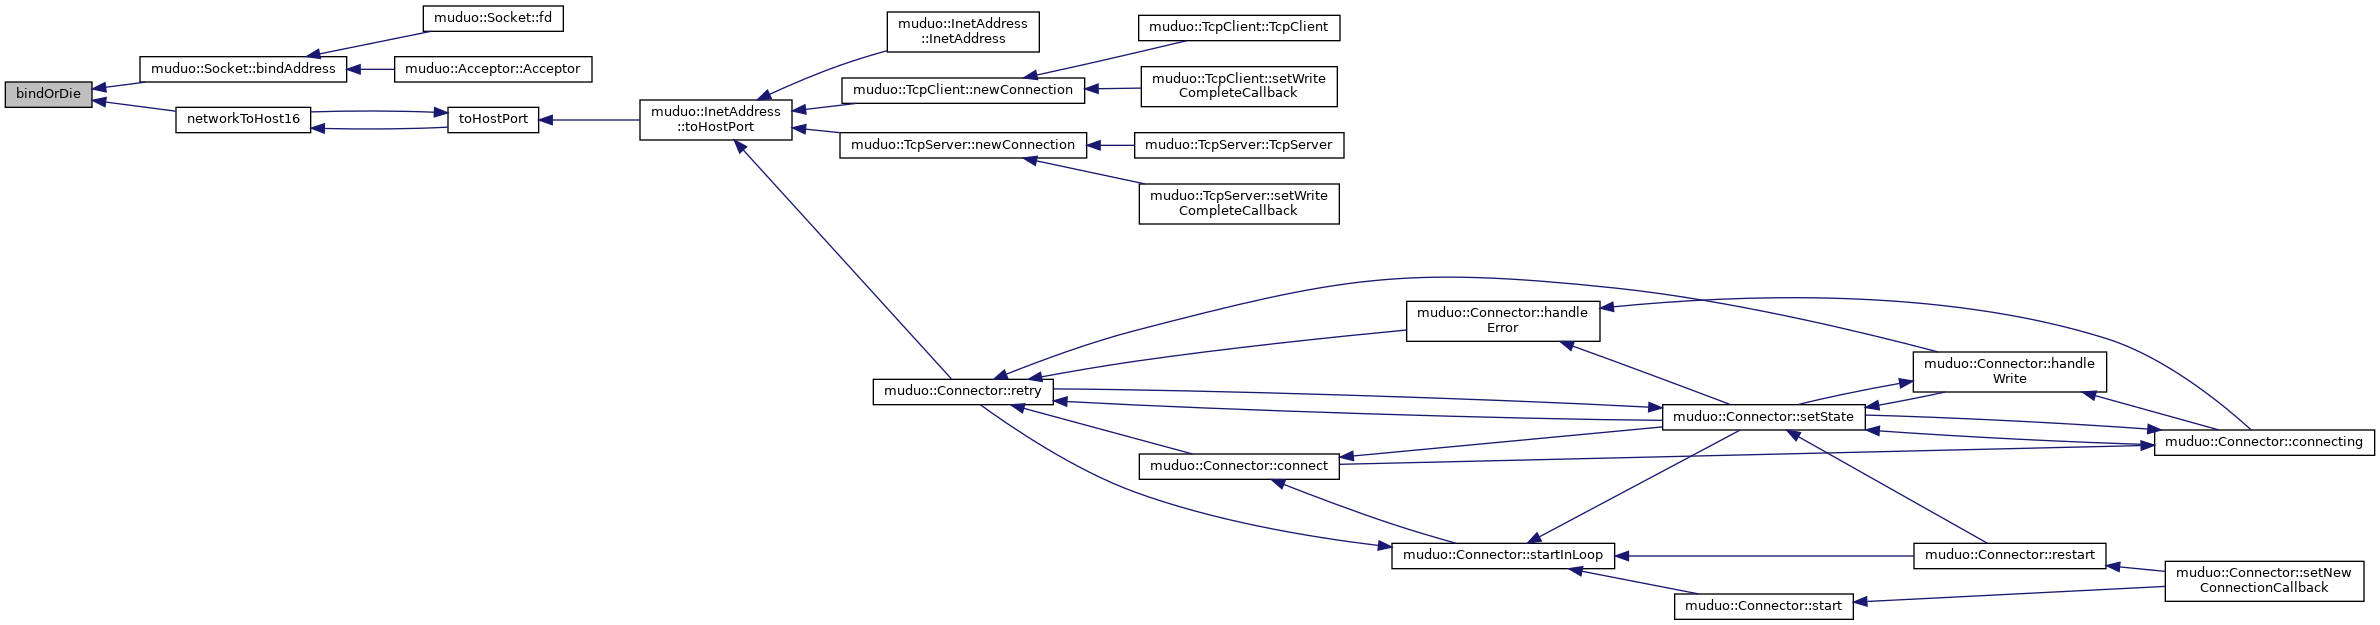 bindOrDie
muduo::Socket::bindAddress
networkToHost16
muduo::Socket::fd
muduo::Acceptor::Acceptor
toHostPort
muduo::InetAddress
::toHostPort
muduo::InetAddress
::InetAddress
muduo::TcpClient::newConnection
muduo::TcpServer::newConnection
muduo::TcpClient::TcpClient
muduo::TcpClient::setWrite
CompleteCallback
muduo::TcpServer::TcpServer
muduo::TcpServer::setWrite
CompleteCallback
muduo::Connector::retry
muduo::Connector::handle
Error
muduo::Connector::connect
muduo::Connector::startInLoop
muduo::Connector::setState
muduo::Connector::start
muduo::Connector::handle
Write
muduo::Connector::restart
muduo::Connector::connecting
muduo::Connector::setNew
ConnectionCallback